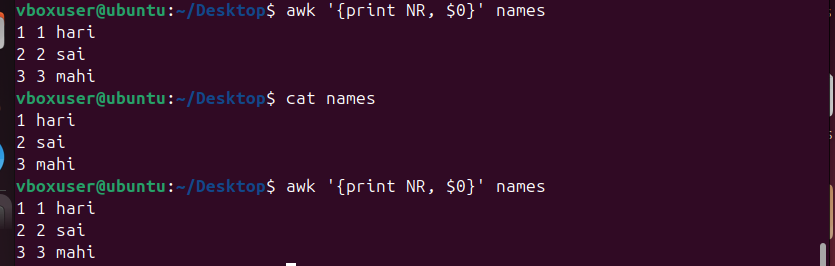 vboxuser@ubuntu:~/Desktop$ awk '{print NR, $0}' names
1 1 hari
2 2 sai
3 3 mahi
vboxuser@ubuntu:~/Desktop$ cat names
1 hari
2 sai
3 mahi
vboxuser@ubuntu:~/Desktop$ awk '{print NR, $0}' names
1 1 hari
2 2 sai
3 3 mahi